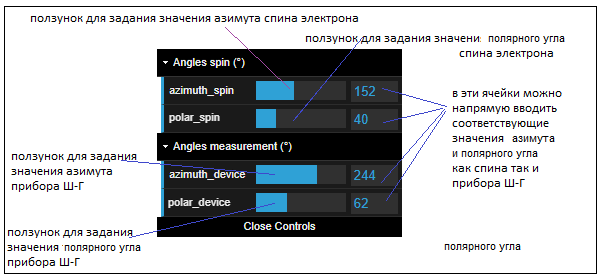 ползунок для задания значения азимута спина электрона
ползунок для задания значени полярного угла
спина электрона
Angles spin (°)
azimuth_spin 152
polar_spin 40
Angles measurement (°)
azimuth_device 244
polar_device 62
Close Controls
в эти ячейки можно
напрямую вводить
соответствующие
значения азимута
и полярного угла
как спина так и
прибора Ш-Г
ползунок для задания
значения азимута
прибора Ш-Г
ползунок для задания
значения полярного угла
прибора Ш-Г
полярного угла